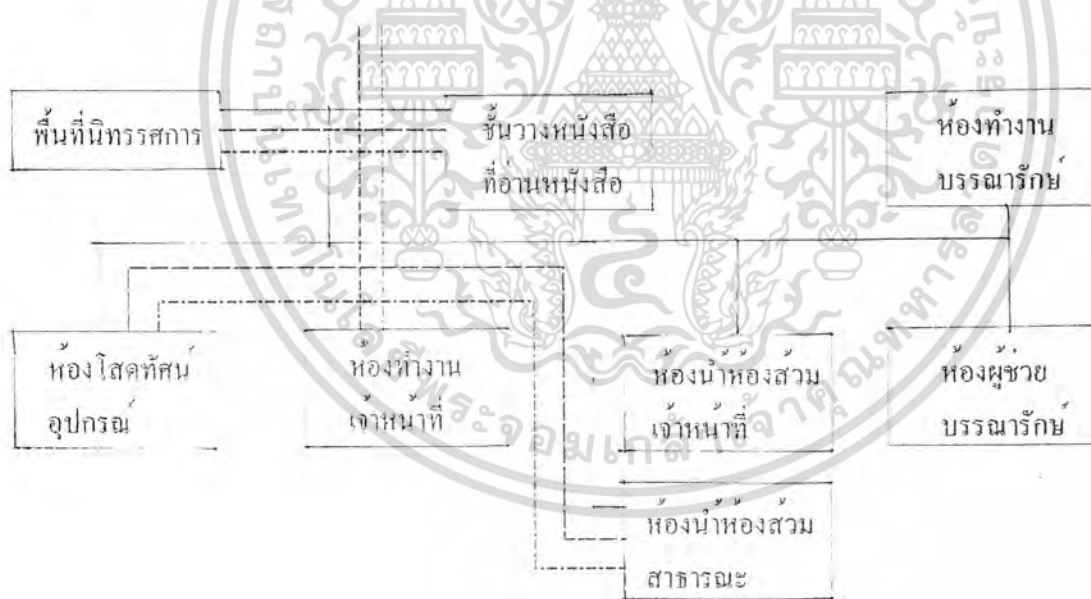 พื้นที่นิทรรศการ
ชั้นวางหนังสือ
ที่อ่านหนังสือ
ห้องทำงาน
บรรณารักษ์
ห้องโสตทัศน
อุปกรณ์
ห้องทำงาน
เจ้าหน้าที่
ห้องน้ำห้องส้วม
เจ้าหน้าที่
ห้องผู้ช่วย
บรรณารักษ์
ห้องน้ำห้องส้วม
สาธารณะ